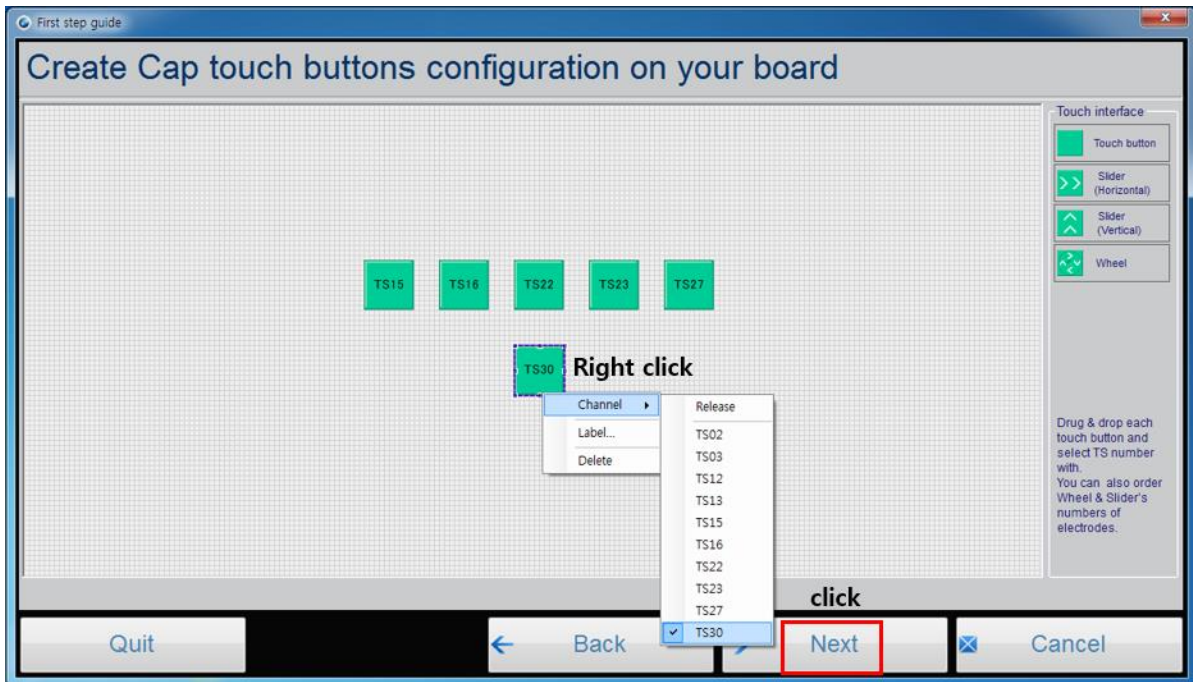 First step guide
Create Cap touch buttons configuration on your board
Touch interface
Touch button
Slider
(Horizontal)
Slider
(Vertical)
Wheel
TS15 TS16 TS22 TS23 TS27
TS30 Right click
Channel
Label...
Delete
Release
TS02
TS03
TS12
TS13
TS15
TS16
TS22
TS23
TS27
TS30
Drug & drop each
touch button and
select TS number
with.
You can also order
Wheel & Slider's
numbers of
electrodes.
click
Quit Back Next Cancel